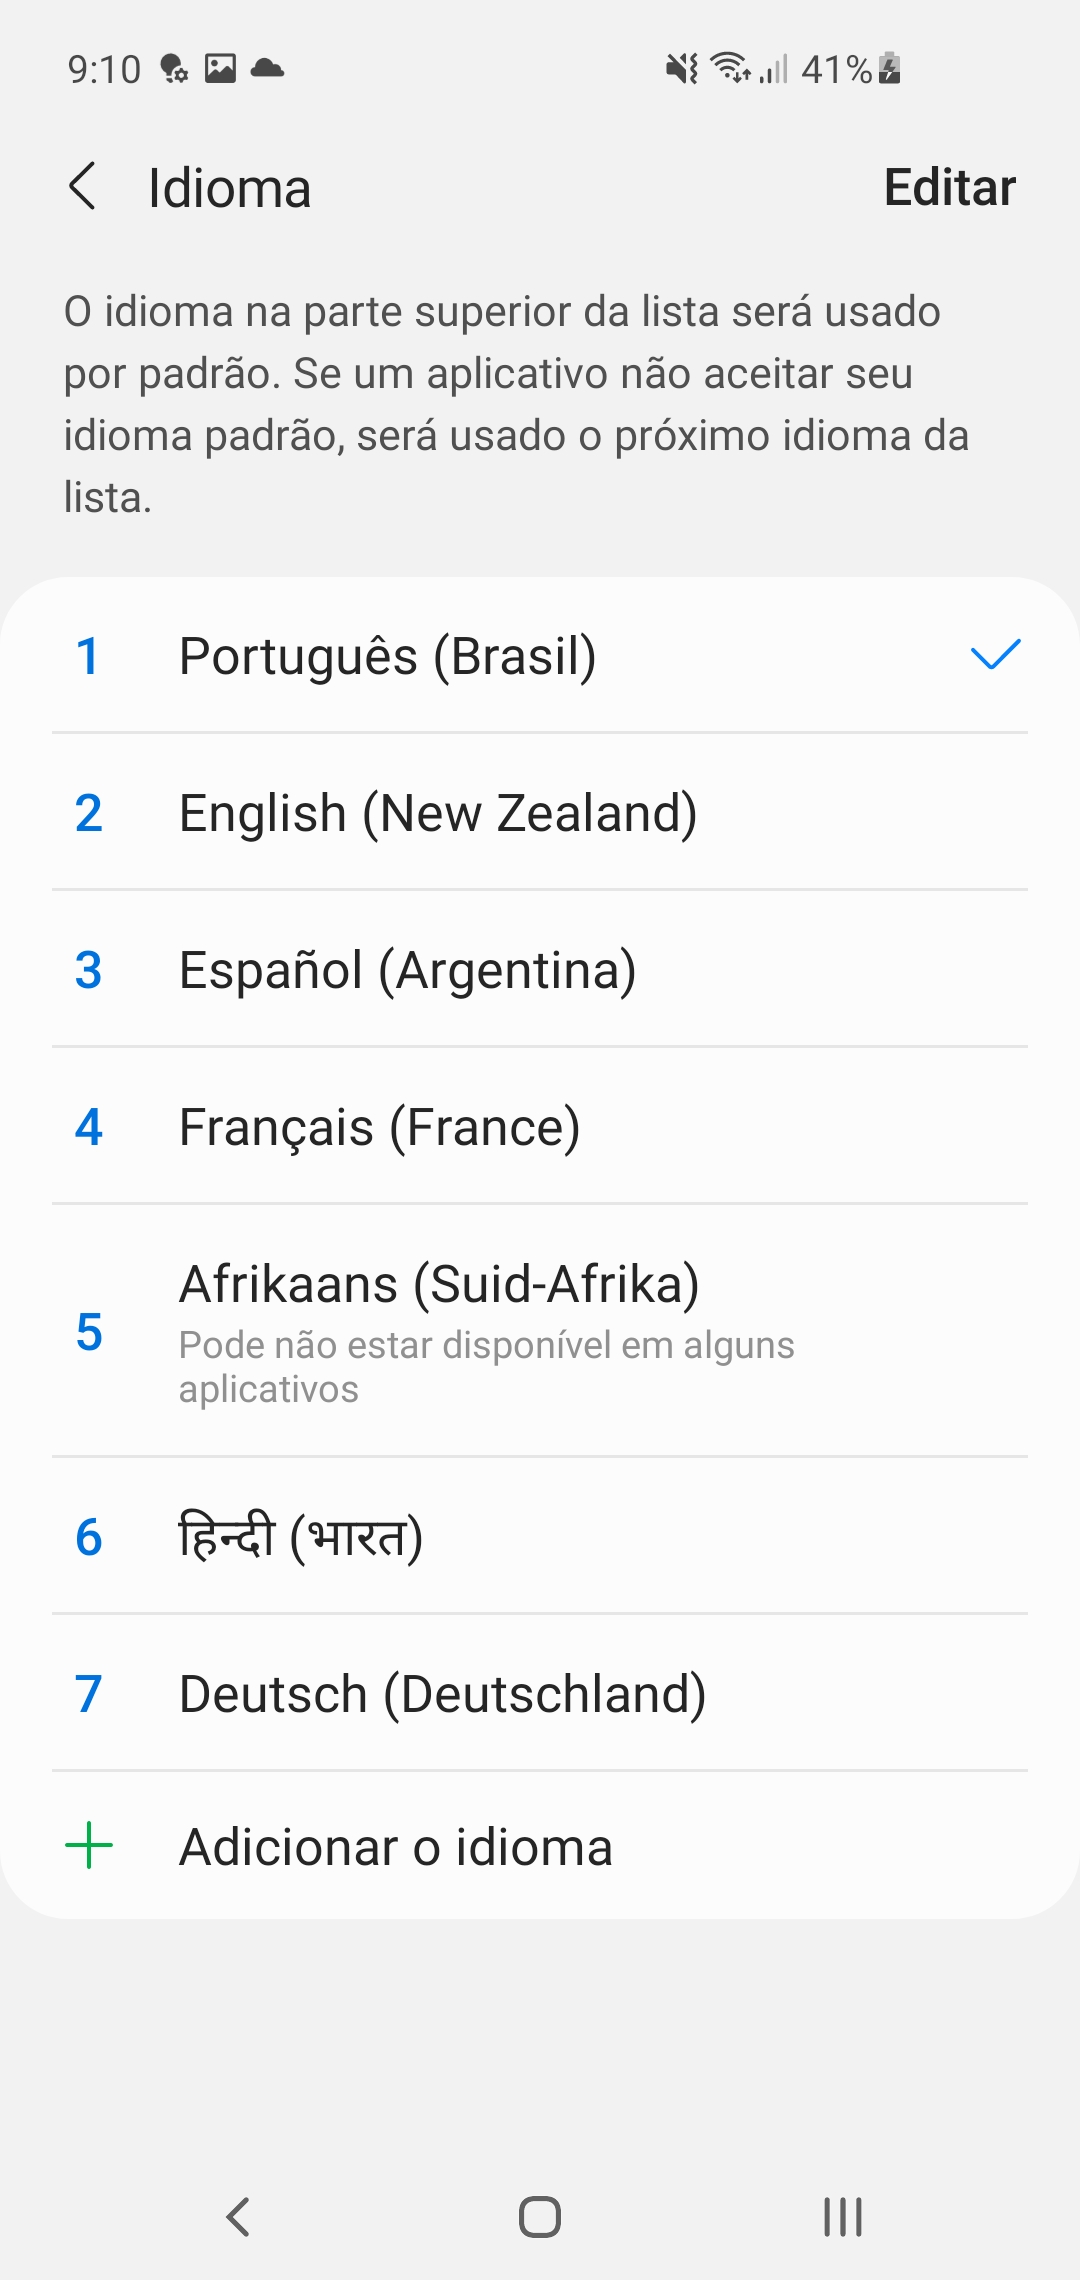 9:10
41%
Idioma
Editar
O idioma na parte superior da lista será usado
por padrão. Se um aplicativo não aceitar seu
idioma padrão, será usado o próximo idioma da
lista.
1 Português (Brasil)
2 English (New Zealand)
3 Español (Argentina)
4 Français (France)
5 Afrikaans (Suid-Afrika)
Pode não estar disponível em alguns
aplicativos
6 हिन्दी (भारत)
7 Deutsch (Deutschland)
Adicionar o idioma